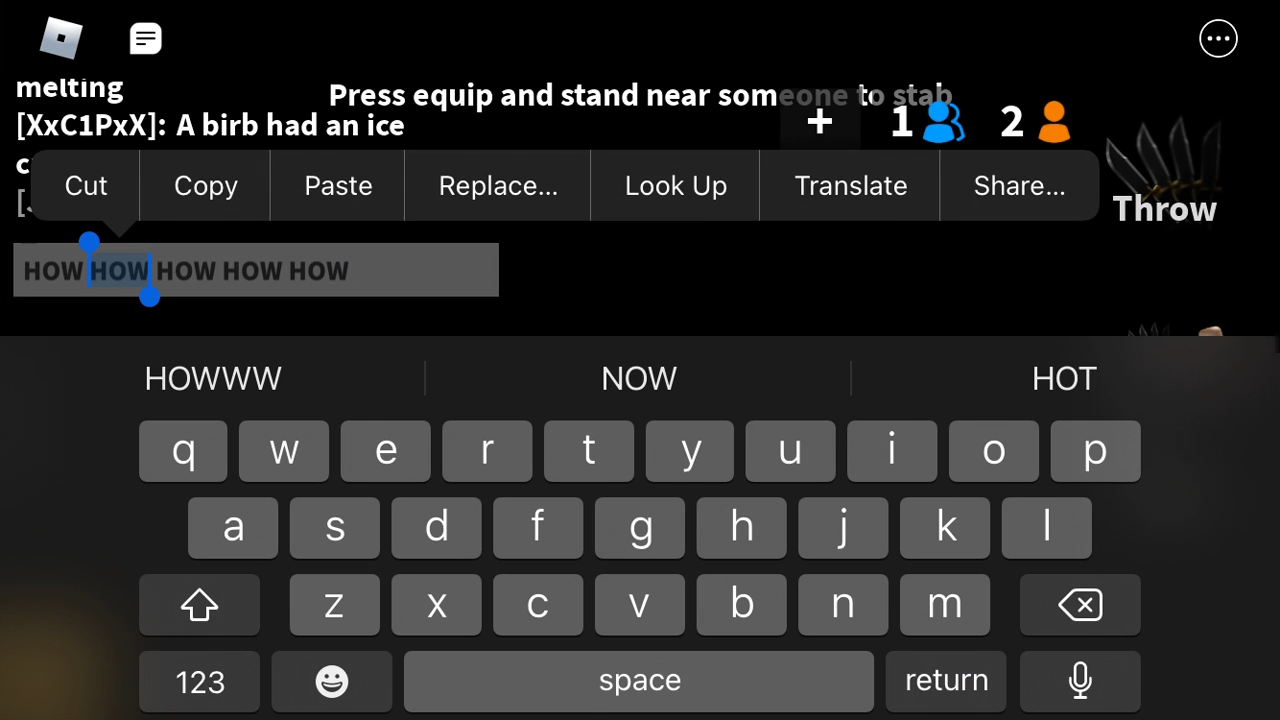 melting
Press equip and stand near someone to stab
[XxC1PxX]: A birb had an ice
1
2
Cut
Copy
Paste
Replace...
Look Up
Translate
Share...
Throw
HOW HOW HOW HOW HOW
HOWWW
NOW
HOT
q w e r t y u i o p
a s d f g h j k l
z x c v b n m
123
space
return